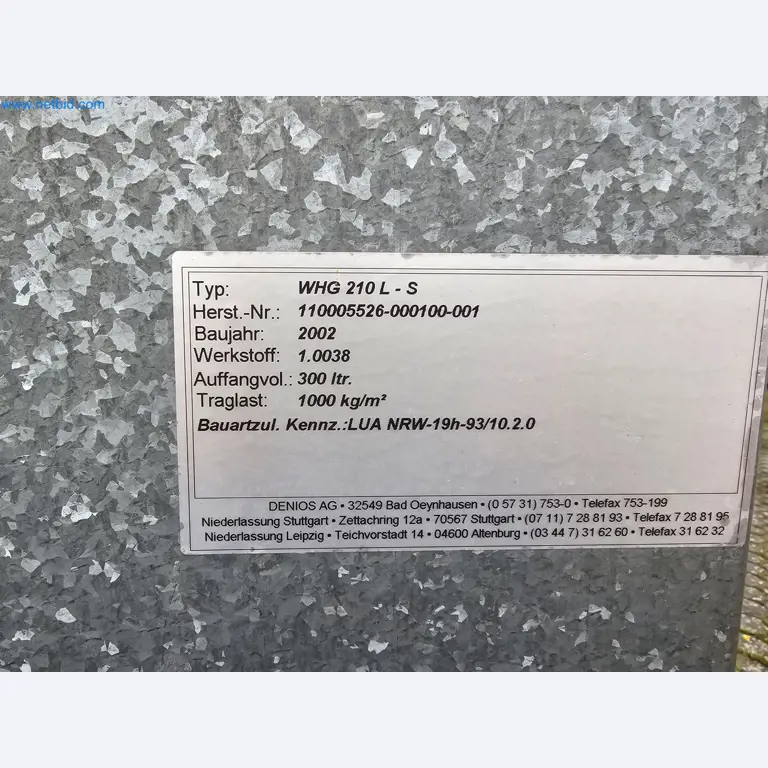 www.netbid.com
Typ: WHG 210 L - S
Herst.-Nr.: 110005526-000100-001
Baujahr: 2002
Werkstoff: 1.0038
Auffangvol.: 300 ltr.
Traglast: 1000 kg/m²
Bauartzul. Kennz.:LUA NRW-19h-93/10.2.0
DENIOS AG • 32549 Bad Oeynhausen • (0 57 31) 753-0 • Telefax 753-199
Niederlassung Stuttgart • Zettachring 12a • 70567 Stuttgart • (07 11) 7 28 81 93 • Telefax 7 28 81 95
Niederlassung Leipzig • Teichvorstadt 14 • 04600 Altenburg • (03 44 7) 31 62 60 • Telefax 31 62 32